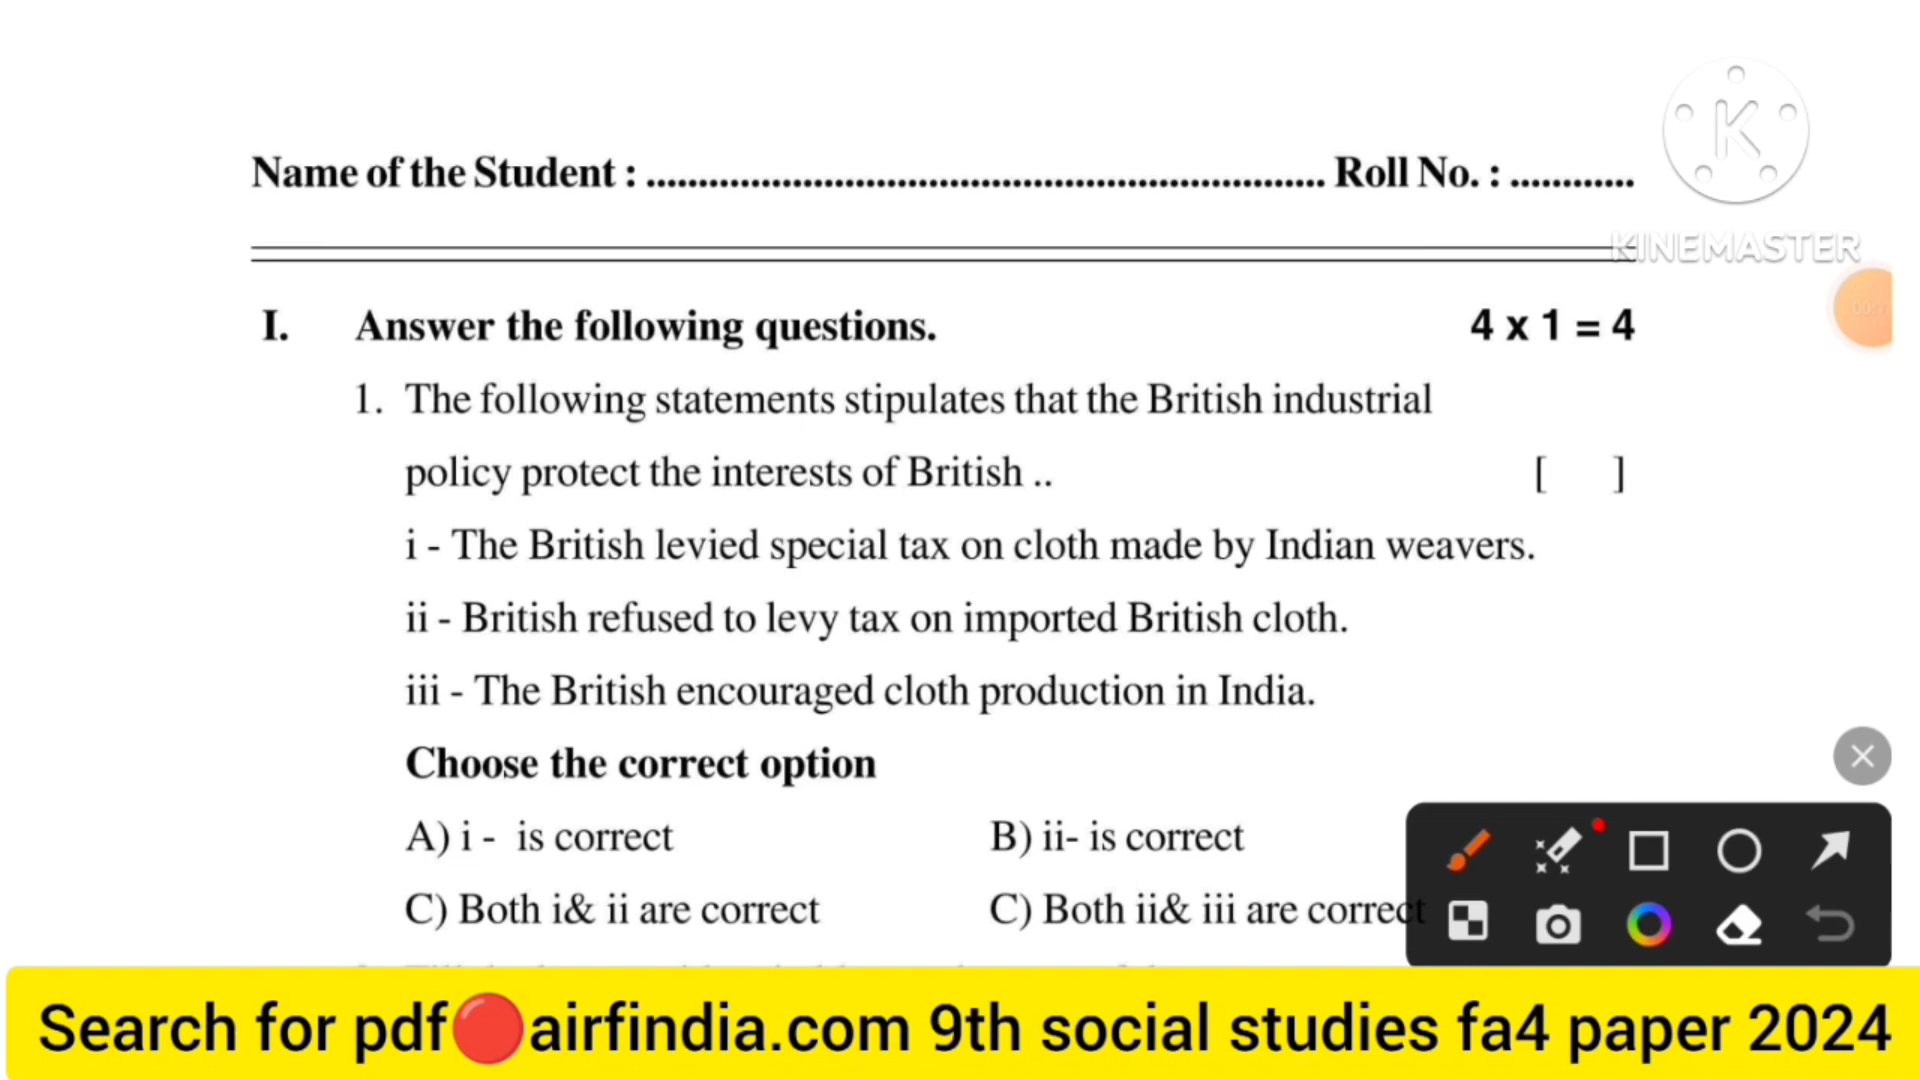 Name of the Student : ................................................................. Roll No. : ............
K
KINEMASTER
I. Answer the following questions. 4 x 1 = 4
1. The following statements stipulates that the British industrial
policy protect the interests of British .. [ ]
i - The British levied special tax on cloth made by Indian weavers.
ii - British refused to levy tax on imported British cloth.
iii - The British encouraged cloth production in India.
Choose the correct option
A) i - is correct B) ii- is correct
C) Both i& ii are correct C) Both ii& iii are correct
Search for pdf🔴airfindia.com 9th social studies fa4 paper 2024